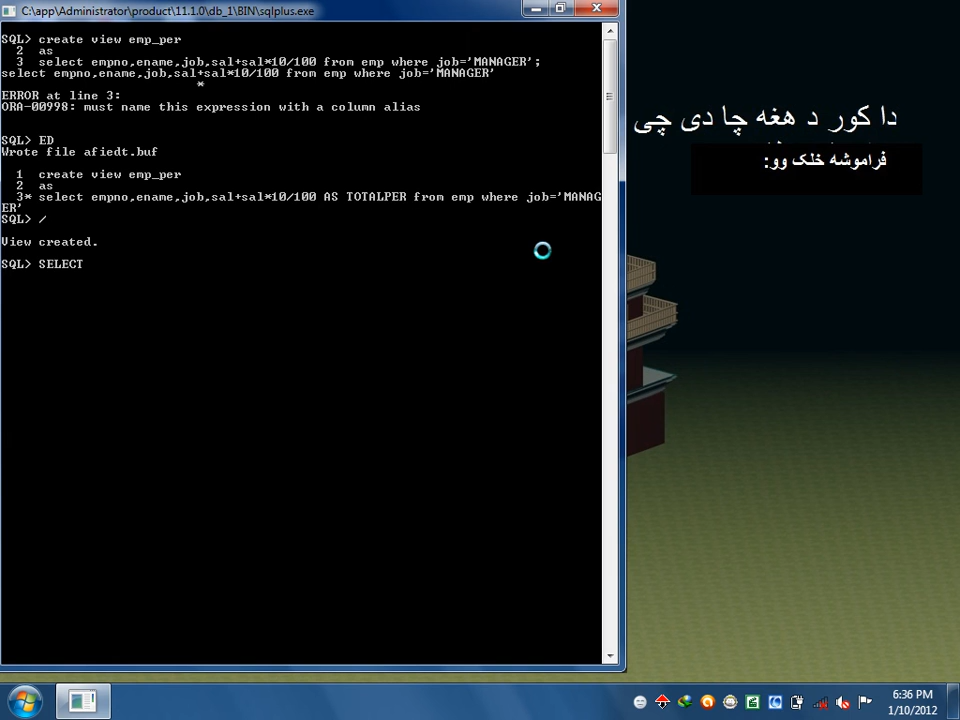 C:\app\Administrator\product\11.1.0\db_1\BIN\sqlplus.exe
SQL> create view emp_per
2 as
3 select empno,ename,job,sal+sal*10/100 from emp where job='MANAGER';
select empno,ename,job,sal+sal*10/100 from emp where job='MANAGER'
*
ERROR at line 3:
ORA-00998: must name this expression with a column alias
SQL> ED
Wrote file afiedt.buf
1 create view emp_per
2 as
3* select empno,ename,job,sal+sal*10/100 AS TOTALPER from emp where job='MANAG
ER'
SQL> /
View created.
SQL> SELECT
دا کور د هغه چا دی چی
فراموشه خلک وو:
6:36 PM
1/10/2012